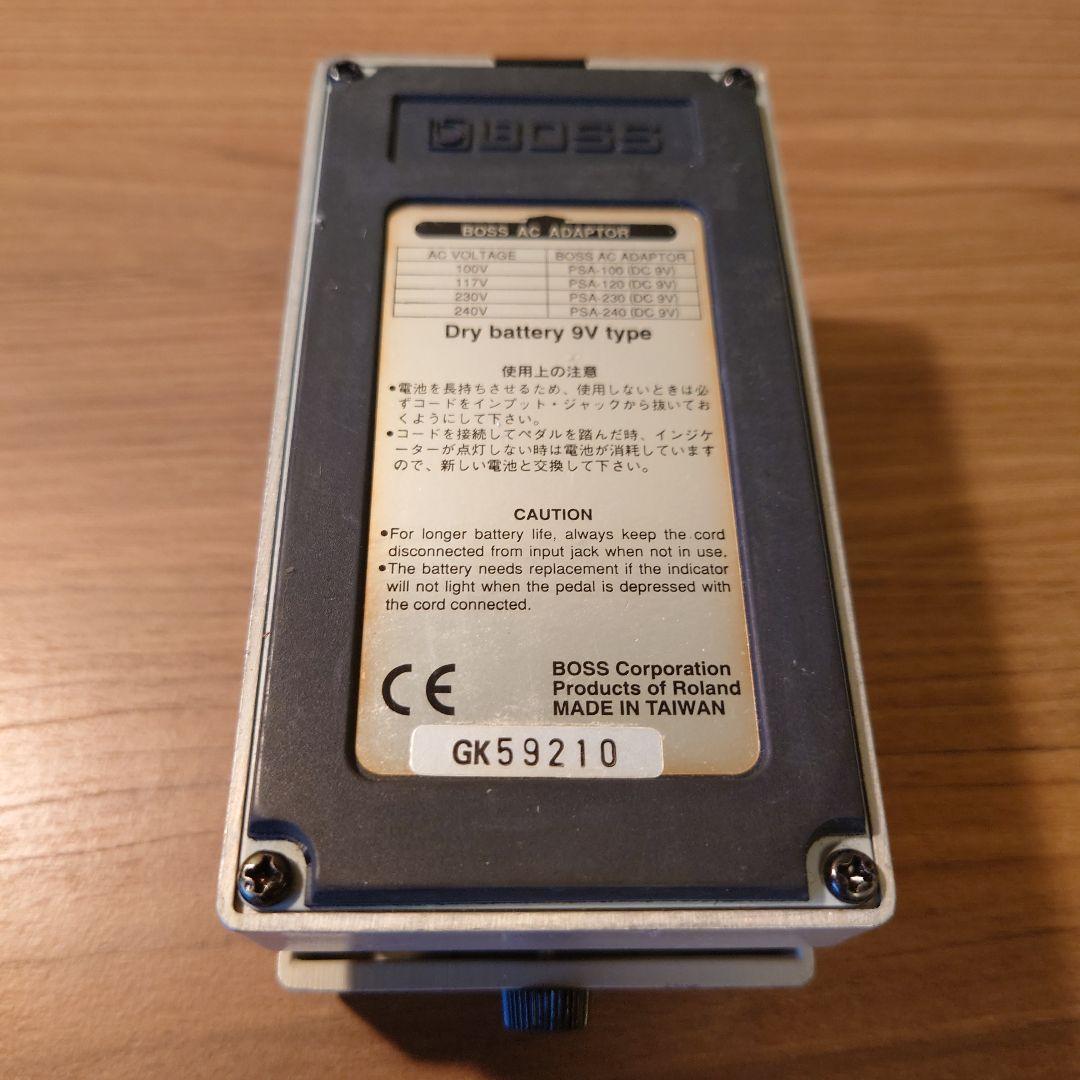 BOSS
BOSS AC ADAPTOR
AC VOLTAGE BOSS AC ADAPTOR
100V PSA-100 (DC 9V)
117V PSA-120 (DC 9V)
230V PSA-230 (DC 9V)
240V PSA-240 (DC 9V)
Dry battery 9V type
使用上の注意
●電池を長持ちさせるため、使用しないときは必
ずコードをインプット・ジャックから抜いてお
くようにして下さい。
●コードを接続してペダルを踏んだ時、インジケ
ーターが点灯しない時は電池が消耗しています
ので、新しい電池と交換して下さい。
CAUTION
●For longer battery life, always keep the cord
disconnected from input jack when not in use.
●The battery needs replacement if the indicator
will not light when the pedal is depressed with
the cord connected.
CE
BOSS Corporation
Products of Roland
MADE IN TAIWAN
GK59210